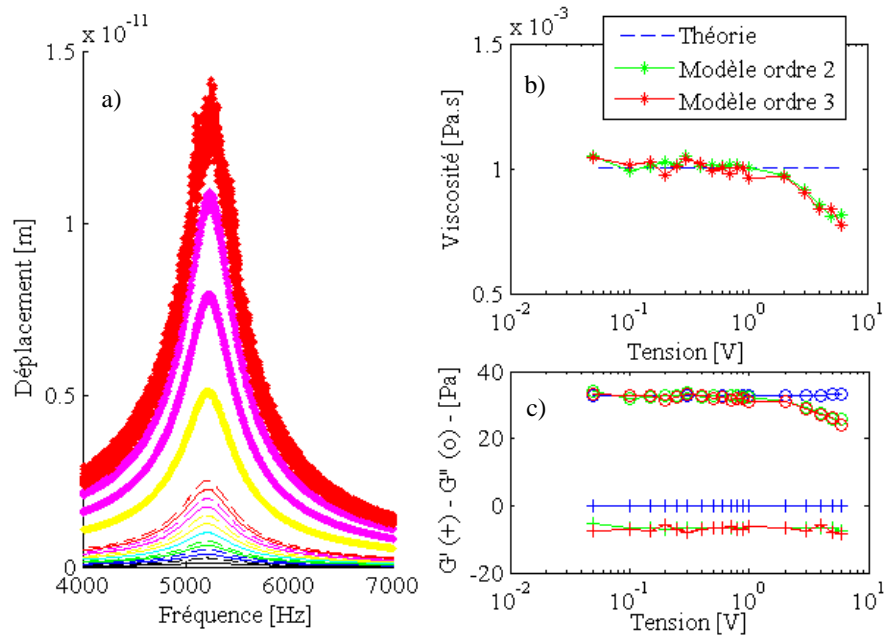 x 10^-11
a)
1.5
1
0.5
0
4000 5000 6000 7000
Déplacement [m]
Fréquence [Hz]
x 10^-3
b)
Théorie
Modèle ordre 2
Modèle ordre 3
1.5
1
0.5
10^-2 10^-1 10^0 10^1
Viscosité [Pa.s]
Tension [V]
c)
40
20
0
-20
10^-2 10^-1 10^0 10^1
G' (+) - G'' (o) - [Pa]
Tension [V]